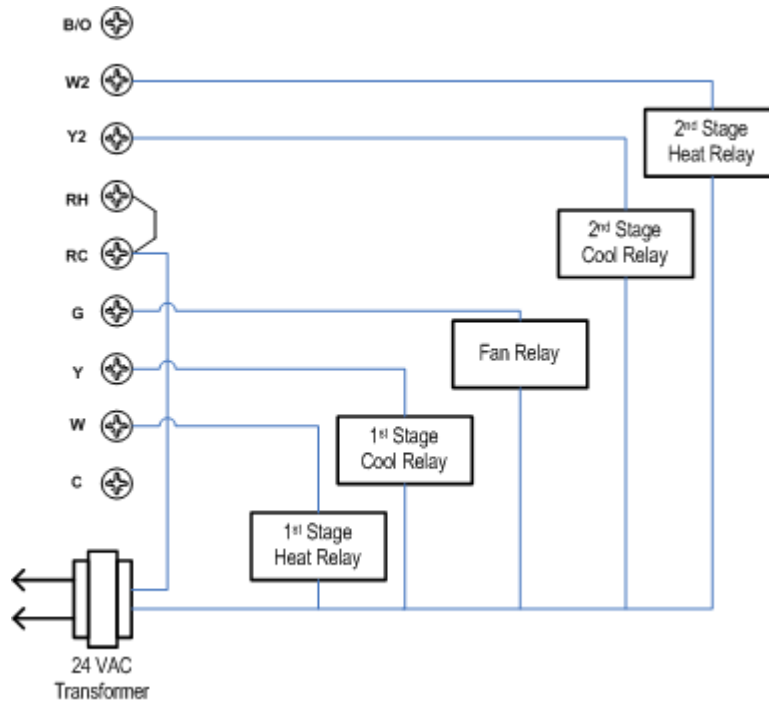 B/O
W2
2nd Stage
Heat Relay
Y2
RH
2nd Stage
Cool Relay
RC
G
Fan Relay
Y
W
1st Stage
Cool Relay
C
1st Stage
Heat Relay
24 VAC
Transformer